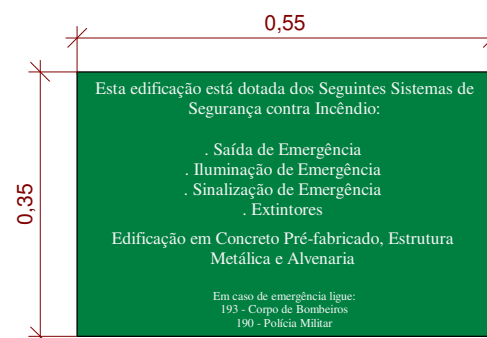 0,55
Esta edificação está dotada dos Seguintes Sistemas de
Segurança contra Incêndio:
. Saída de Emergência
. Iluminação de Emergência
. Sinalização de Emergência
. Extintores
0,35
Edificação em Concreto Pré-fabricado, Estrutura
Metálica e Alvenaria
Em caso de emergência ligue:
193 - Corpo de Bombeiros
190 - Polícia Militar